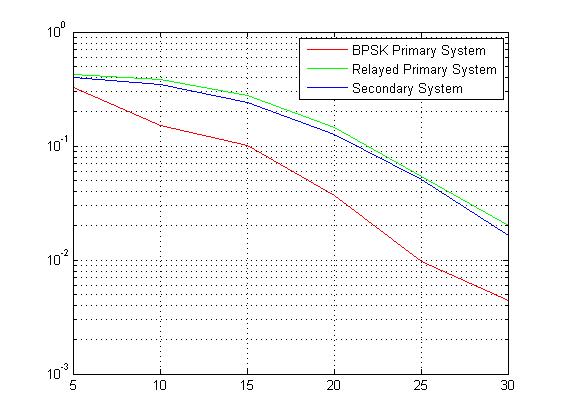 10^0
BPSK Primary System
Relayed Primary System
Secondary System
10^-1
10^-2
10^-3
5 10 15 20 25 30